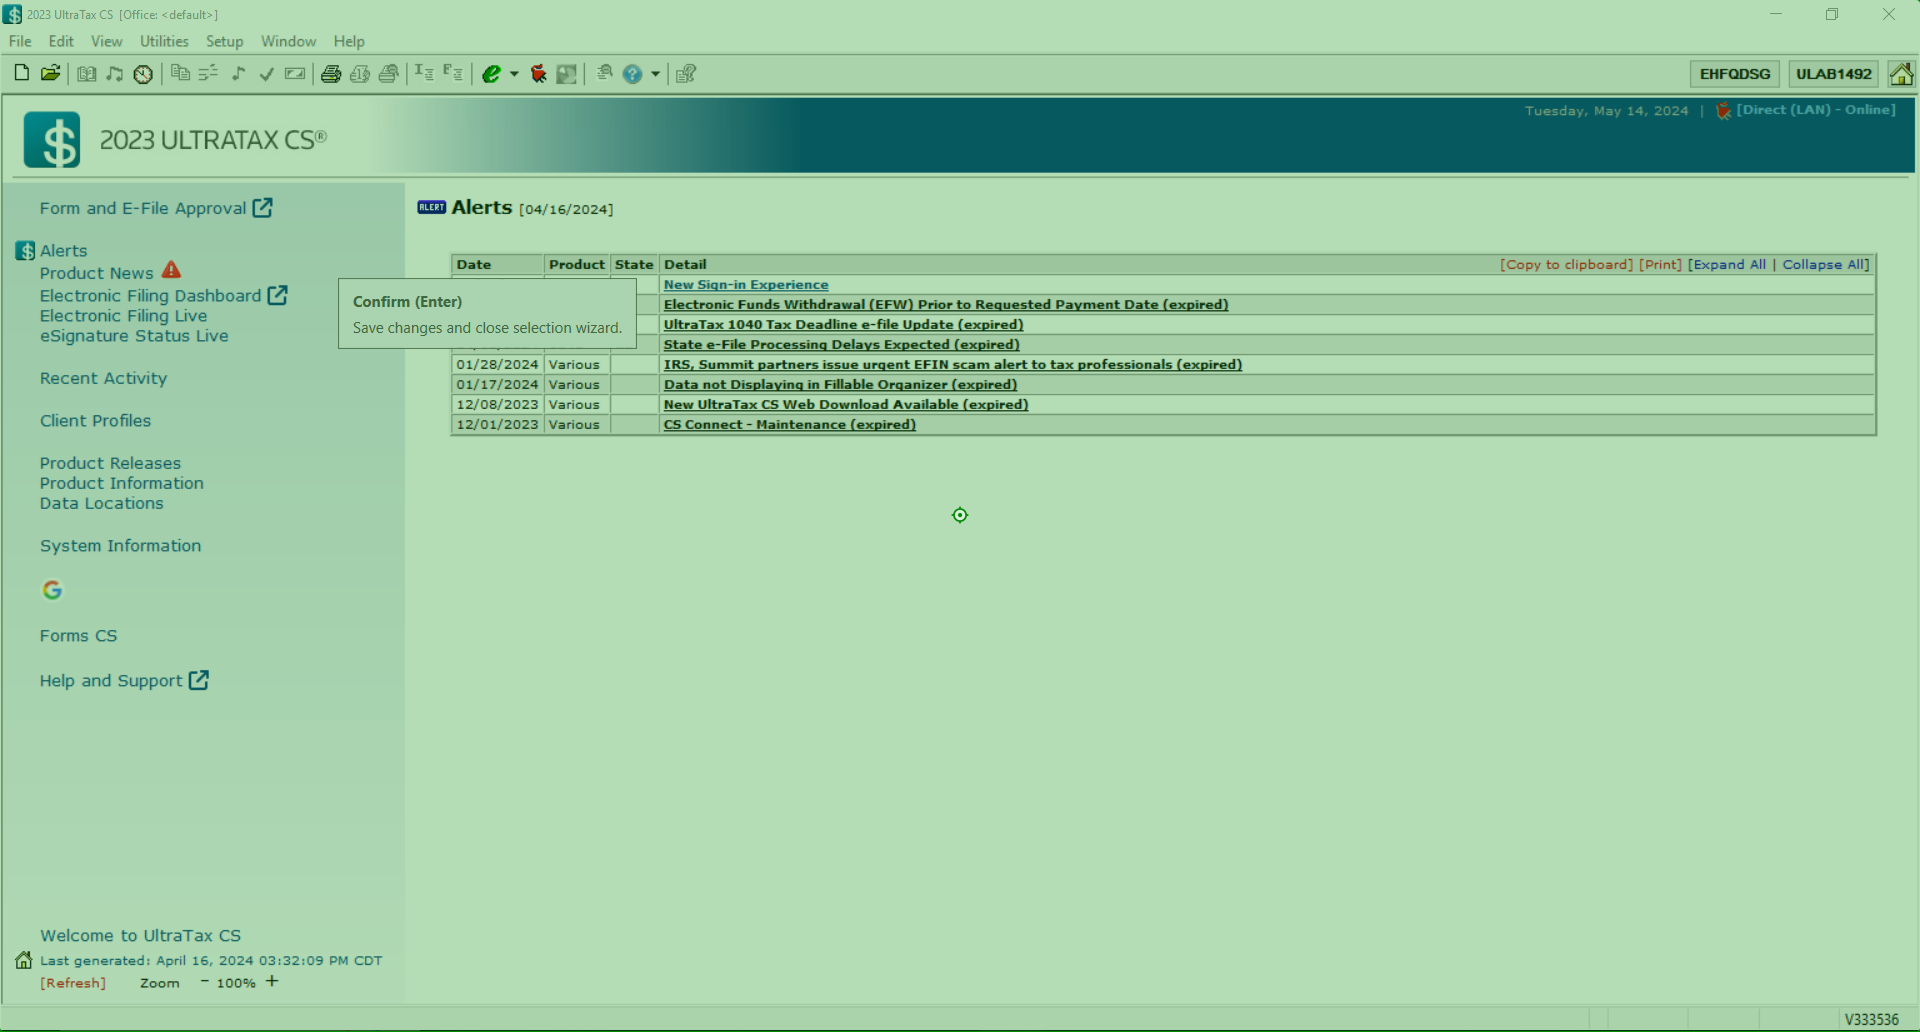 2023 UltraTax CS [Office: <default>]
File Edit View Utilities Setup Window Help
EHFQDSG ULAB1492
2023 ULTRATAX CS®
Tuesday, May 14, 2024 | [Direct (LAN) - Online]
Form and E-File Approval
Alerts
Product News
Electronic Filing Dashboard
Electronic Filing Live
eSignature Status Live
Recent Activity
Client Profiles
Product Releases
Product Information
Data Locations
System Information
Forms CS
Help and Support
Welcome to UltraTax CS
Last generated: April 16, 2024 03:32:09 PM CDT
[Refresh] Zoom - 100% +
ALERT Alerts [04/16/2024]
Date Product State Detail [Copy to clipboard] [Print] [Expand All | Collapse All]
New Sign-in Experience
Electronic Funds Withdrawal (EFW) Prior to Requested Payment Date (expired)
UltraTax 1040 Tax Deadline e-file Update (expired)
State e-File Processing Delays Expected (expired)
01/28/2024 Various IRS, Summit partners issue urgent EFIN scam alert to tax professionals (expired)
01/17/2024 Various Data not Displaying in Fillable Organizer (expired)
12/08/2023 Various New UltraTax CS Web Download Available (expired)
12/01/2023 Various CS Connect - Maintenance (expired)
Confirm (Enter)
Save changes and close selection wizard.
V333536